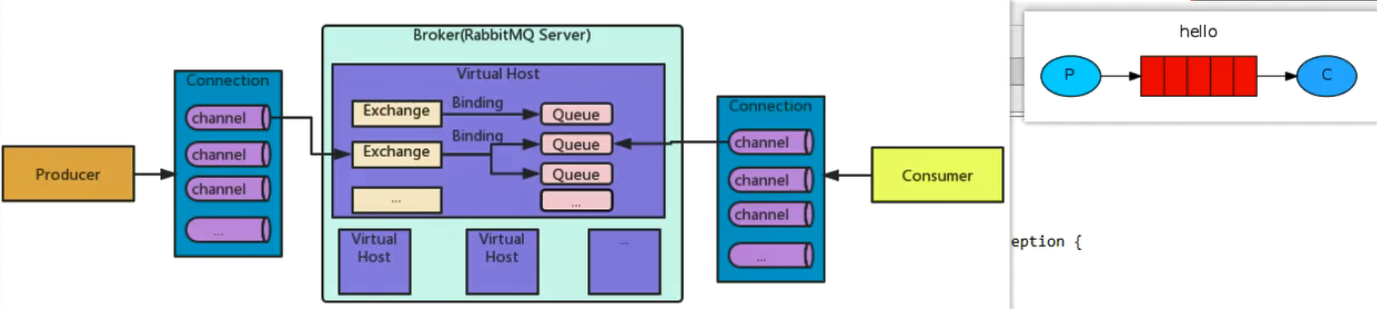 Producer
Connection
channel
channel
channel
...
Broker(RabbitMQ Server)
Virtual Host
Exchange
Binding
Queue
Exchange
Binding
Queue
Queue
...
...
Virtual
Host
Virtual
Host
...
Connection
channel
channel
channel
...
Consumer
hello
P
C
eption {